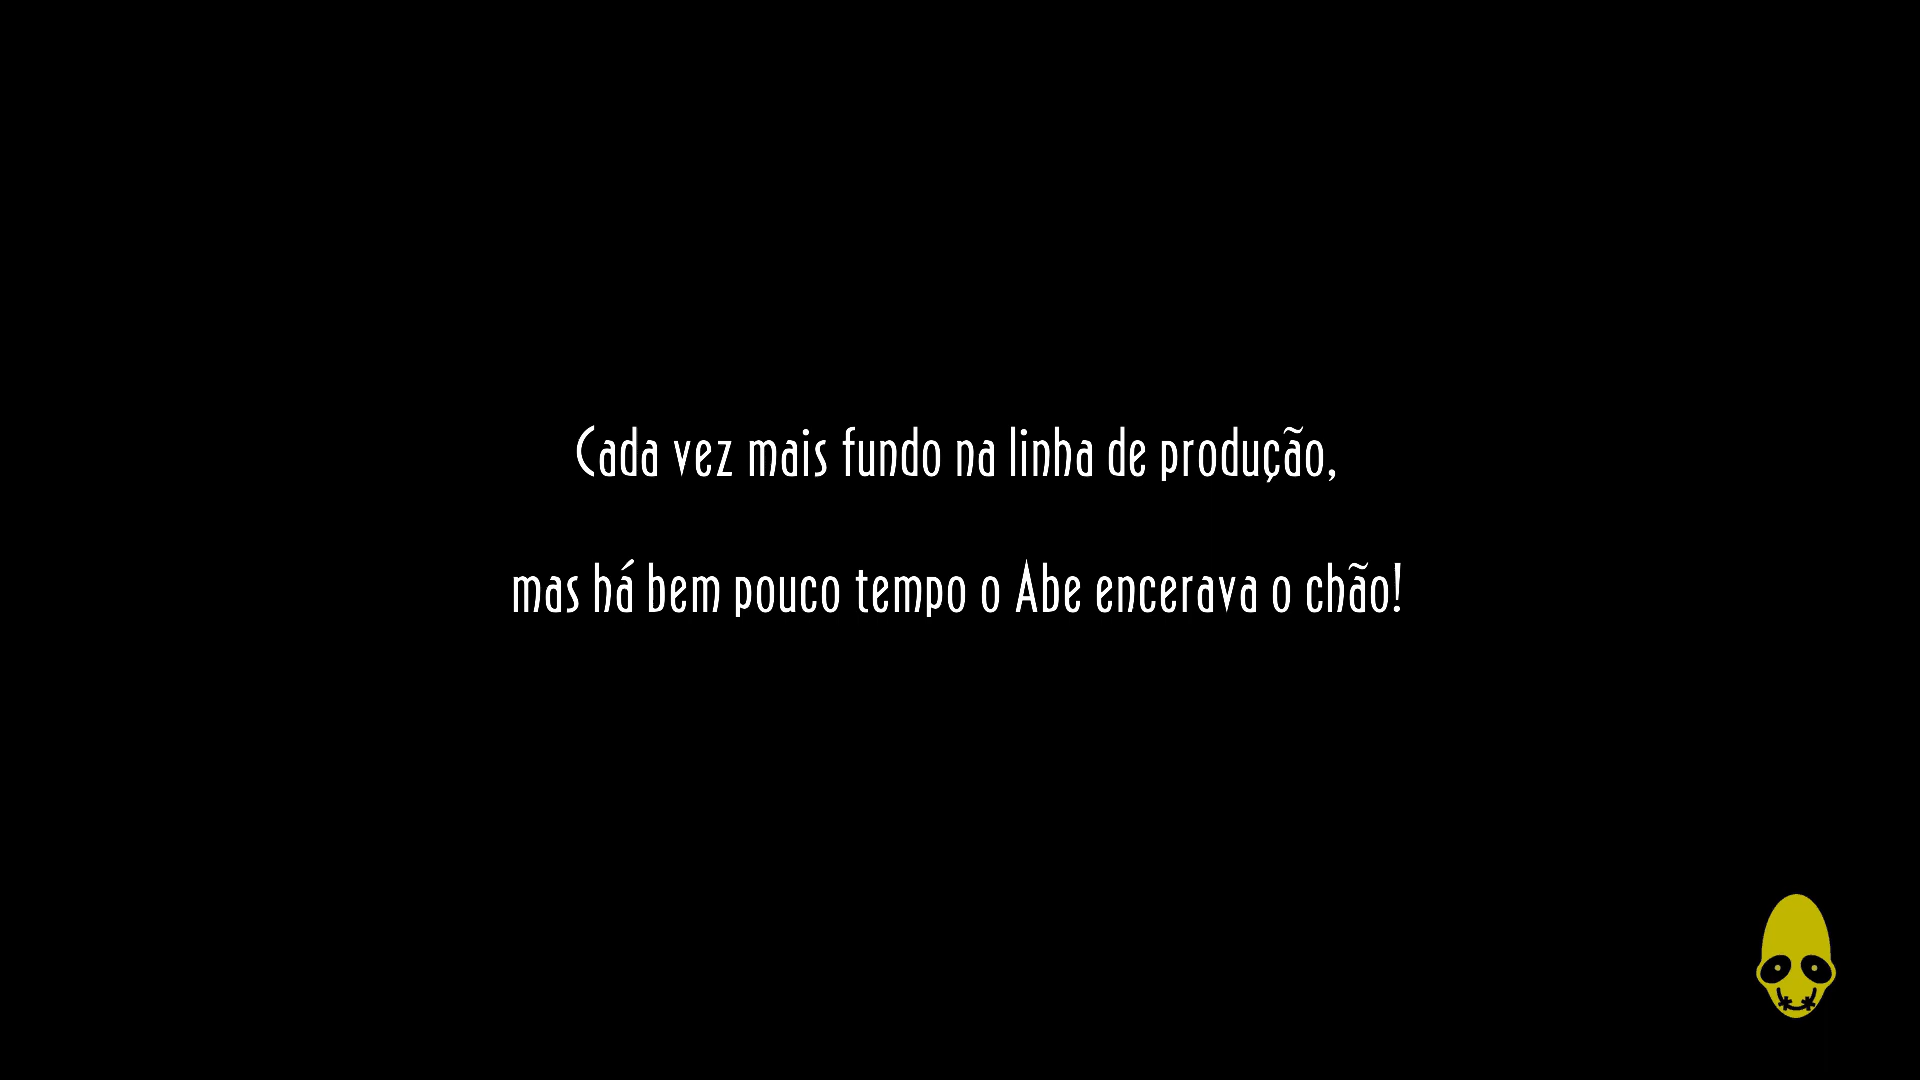 Cada vez mais fundo na linha de produção,
mas há bem pouco tempo o Abe encerava o chão!